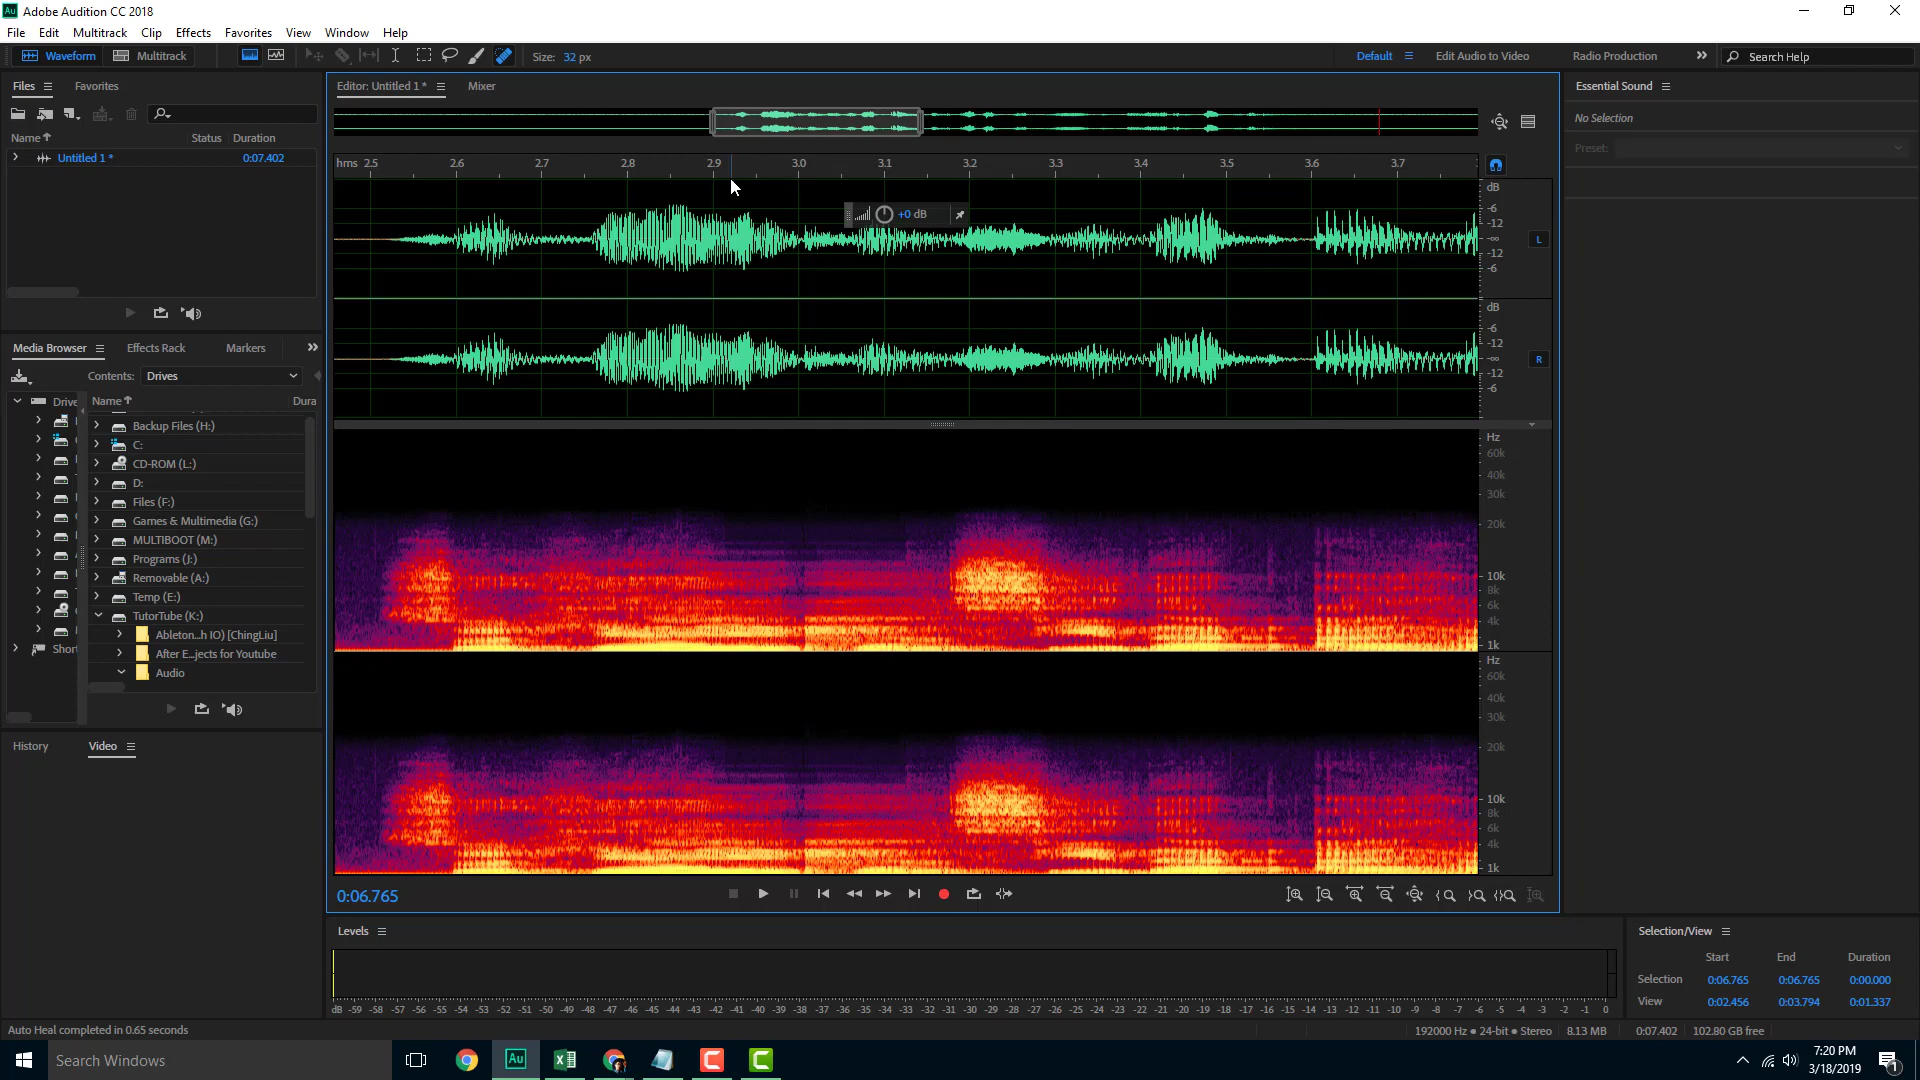 Au Adobe Audition CC 2018
File Edit Multitrack Clip Effects Favorites View Window Help
Waveform Multitrack Size: 32 px Default Edit Audio to Video Radio Production Search Help
Files Favorites
Name Status Duration
Untitled 1 * 0:07.402
Editor: Untitled 1 * Mixer
hms 2.5 2.6 2.7 2.8 2.9 3.0 3.1 3.2 3.3 3.4 3.5 3.6 3.7
+0 dB
dB
-6
-12
-∞
-12
-6
L
dB
-6
-12
-∞
-12
-6
R
Hz
60k
40k
30k
20k
10k
8k
6k
4k
1k
Hz
60k
40k
30k
20k
10k
8k
6k
4k
1k
Essential Sound
No Selection
Preset:
Media Browser Effects Rack Markers
Contents: Drives
Drive Name Dura
Backup Files (H:)
C:
CD-ROM (L:)
D:
Files (F:)
Games & Multimedia (G:)
MULTIBOOT (M:)
Programs (J:)
Removable (A:)
Temp (E:)
TutorTube (K:)
Ableton...h IO) [ChingLiu]
After E...jects for Youtube
Audio
Short
History Video
0:06.765
Levels
dB -59 -58 -57 -56 -55 -54 -53 -52 -51 -50 -49 -48 -47 -46 -45 -44 -43 -42 -41 -40 -39 -38 -37 -36 -35 -34 -33 -32 -31 -30 -29 -28 -27 -26 -25 -24 -23 -22 -21 -20 -19 -18 -17 -16 -15 -14 -13 -12 -11 -10 -9 -8 -7 -6 -5 -4 -3 -2 -1 0
Selection/View
Start End Duration
Selection 0:06.765 0:06.765 0:00.000
View 0:02.456 0:03.794 0:01.337
Auto Heal completed in 0.65 seconds
192000 Hz • 24-bit • Stereo 8.13 MB 0:07.402 102.80 GB free
Search Windows
Au
7:20 PM
3/18/2019
1